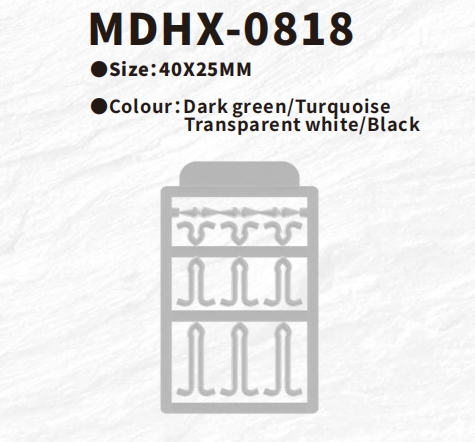 MDHX-0818
●Size：40X25MM
●Colour：Dark green/Turquoise
Transparent white/Black